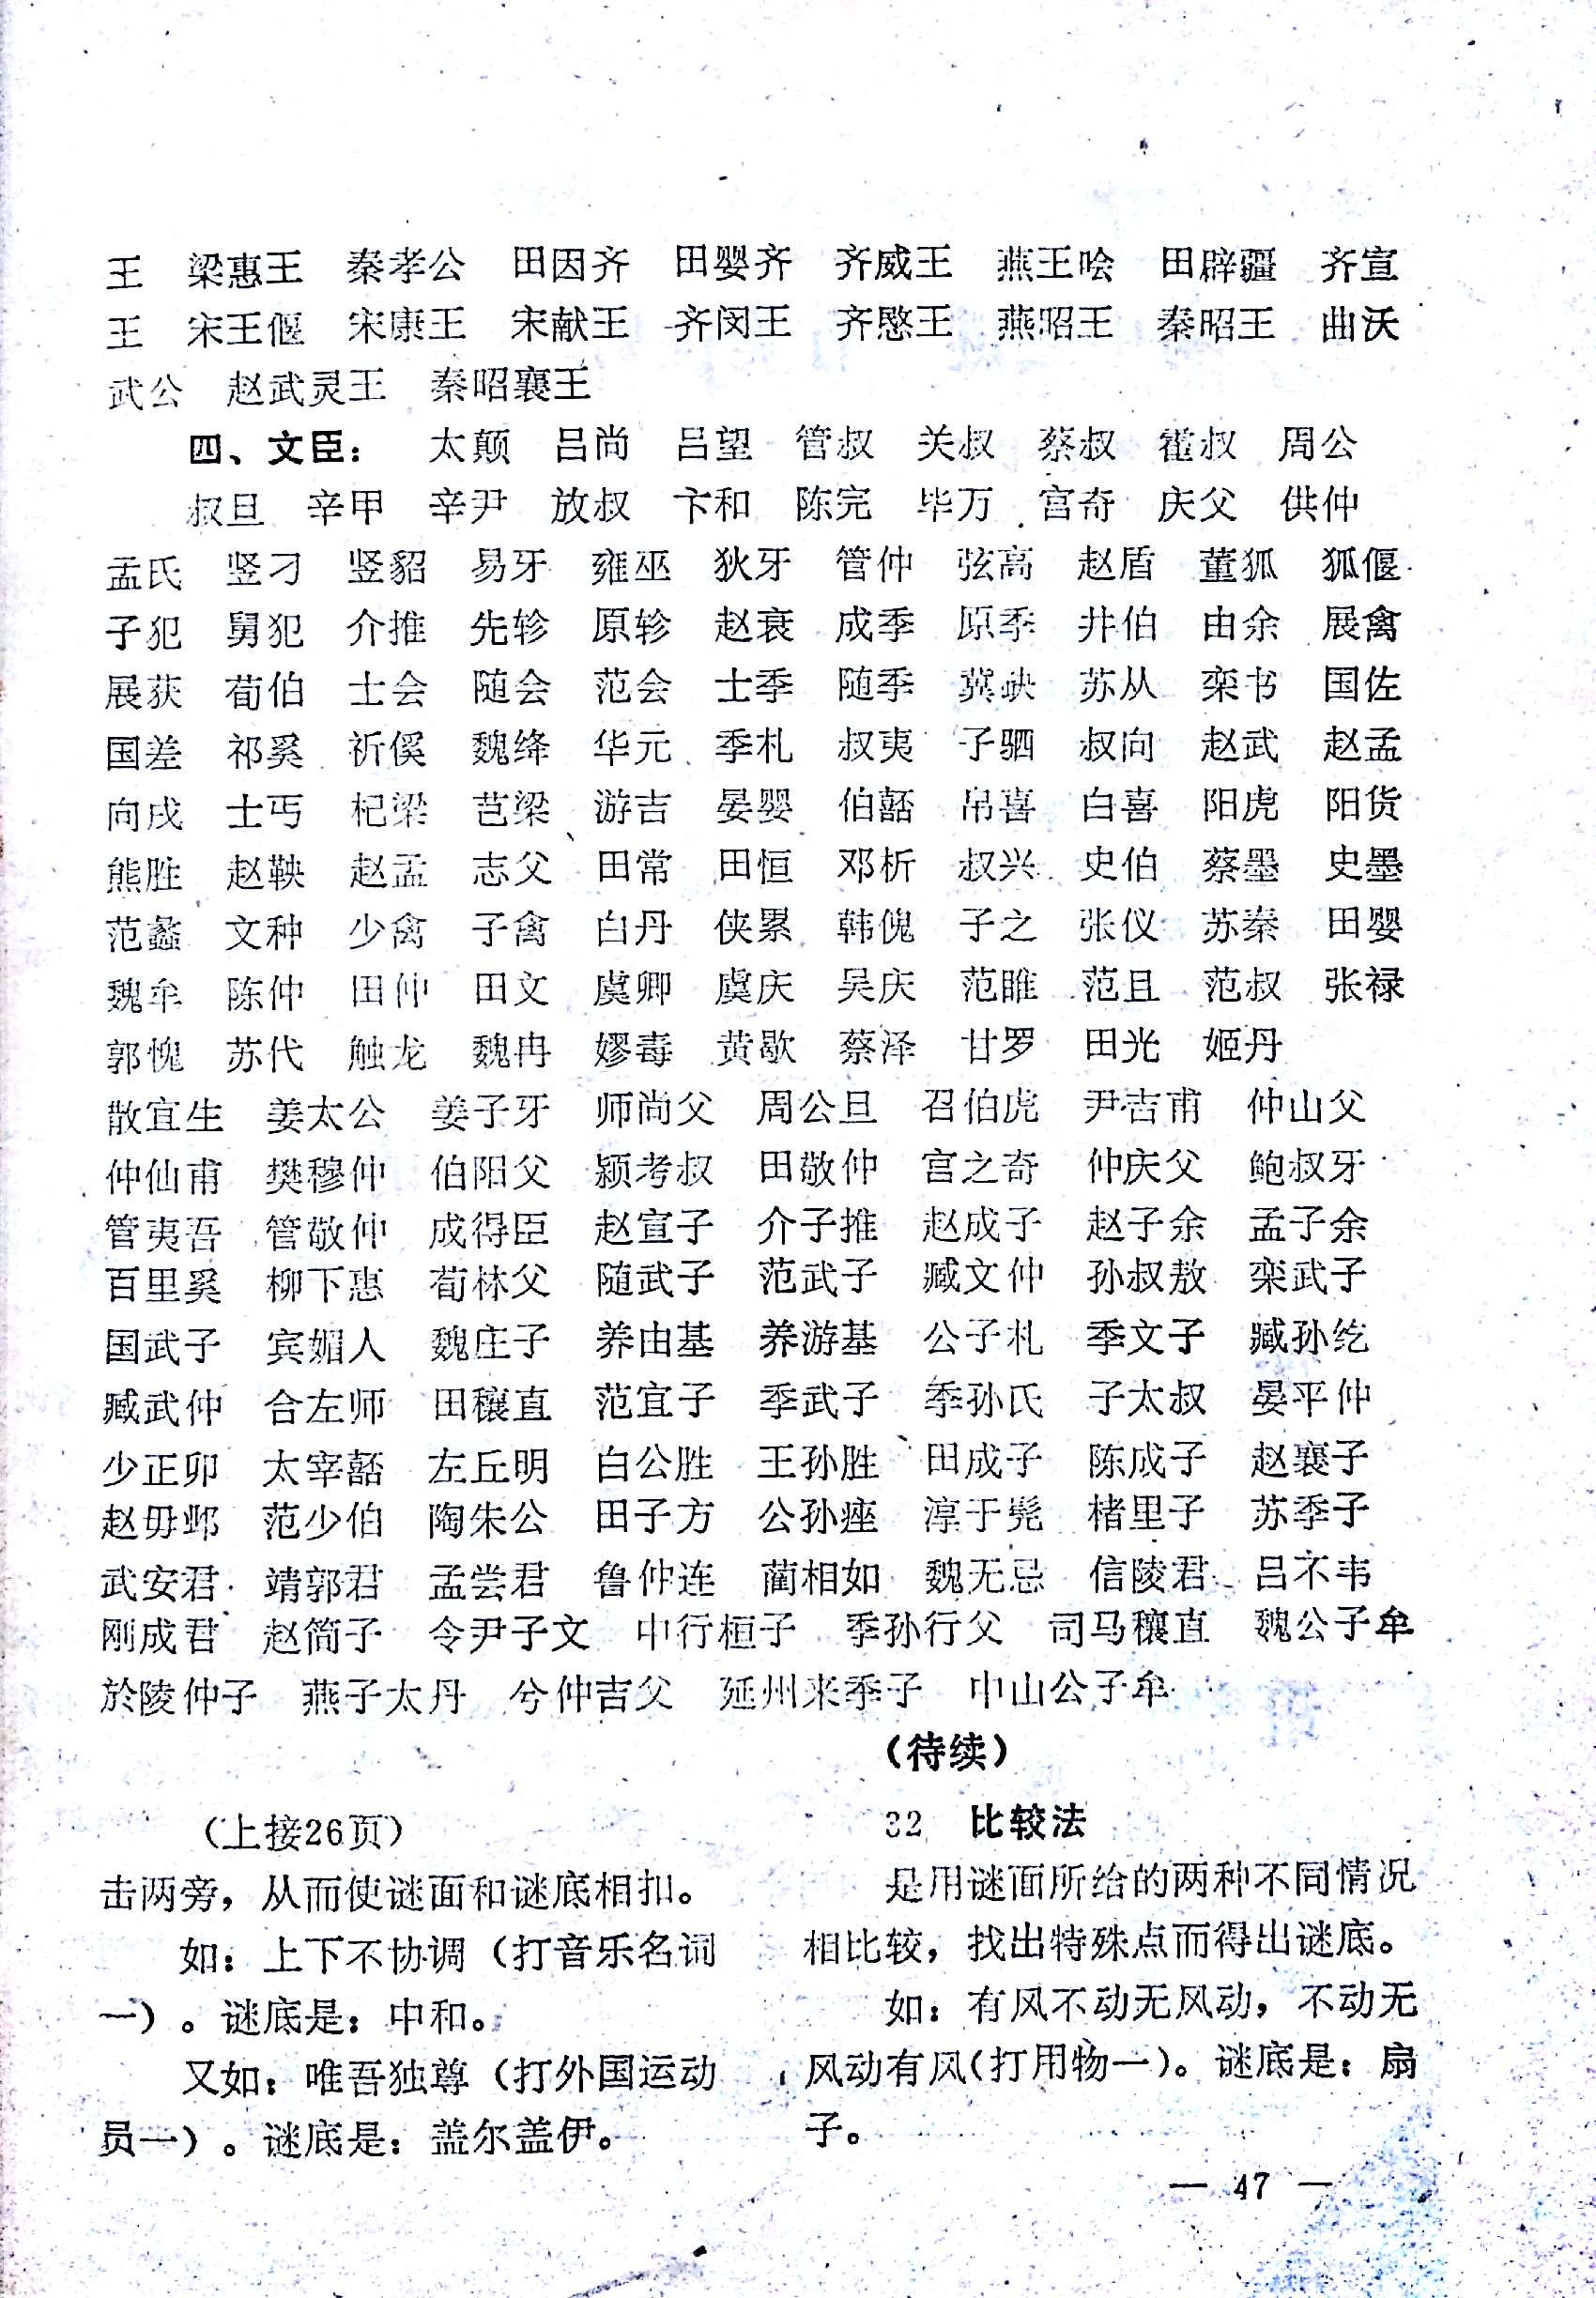 王 梁惠王 秦孝公 田因齐 田婴齐 齐威王 燕王哙 田辟疆 齐宣
王 宋王偃 宋康王 宋献王 齐闵王 齐愍王 燕昭王 秦昭王 曲沃
武公 赵武灵王 秦昭襄王
四、文臣： 太颠 吕尚 吕望 管叔 关叔 蔡叔 霍叔 周公
叔旦 辛甲 辛尹 放叔 卞和 陈完 毕万 宫奇 庆父 供仲
孟氏 竖刁 竖貂 易牙 雍巫 狄牙 管仲 弦高 赵盾 董狐 狐偃
子犯 舅犯 介推 先轸 原轸 赵衰 成季 原季 井伯 由余 展禽
展获 荀伯 士会 随会 范会 士季 随季 冀缺 苏从 栾书 国佐
国差 祁奚 祈傒 魏绛 华元 季札 叔夷 子驷 叔向 赵武 赵孟
向戌 士丐 杞梁 芑梁 游吉 晏婴 伯嚭 帛喜 白喜 阳虎 阳货
熊胜 赵鞅 赵孟 志父 田常 田恒 邓析 叔兴 史伯 蔡墨 史墨
范蠡 文种 少禽 子禽 白丹 侠累 韩傀 子之 张仪 苏秦 田婴
魏牟 陈仲 田仲 田文 虞卿 虞庆 吴庆 范睢 范且 范叔 张禄
郭愧 苏代 触龙 魏冉 嫪毒 黄歇 蔡泽 甘罗 田光 姬丹
散宜生 姜太公 姜子牙 师尚父 周公旦 召伯虎 尹吉甫 仲山父
仲仙甫 樊穆仲 伯阳父 颍考叔 田敬仲 宫之奇 仲庆父 鲍叔牙
管夷吾 管敬仲 成得臣 赵宣子 介子推 赵成子 赵子余 孟子余
百里奚 柳下惠 荀林父 随武子 范武子 臧文仲 孙叔敖 栾武子
国武子 宾媚人 魏庄子 养由基 养游基 公子札 季文子 臧孙纥
臧武仲 合左师 田穰直 范宜子 季武子 季孙氏 子太叔 晏平仲
少正卯 太宰嚭 左丘明 白公胜 王孙胜 田成子 陈成子 赵襄子
赵毋邺 范少伯 陶朱公 田子方 公孙痤 淳于髡 楮里子 苏季子
武安君 靖郭君 孟尝君 鲁仲连 蔺相如 魏无忌 信陵君 吕不韦
刚成君 赵简子 令尹子文 中行桓子 季孙行父 司马穰直 魏公子牟
於陵仲子 燕子太丹 兮仲吉父 延州来季子 中山公子牟
（待续）
（上接26页）
击两旁，从而使谜面和谜底相扣。
如：上下不协调（打音乐名词
一）。谜底是：中和。
又如：唯吾独尊（打外国运动
员一）。谜底是：盖尔盖伊。
32 比较法
是用谜面所给的两种不同情况
相比较，找出特殊点而得出谜底。
如：有风不动无风动，不动无
风动有风（打用物一）。谜底是：扇
子。
— 47 —